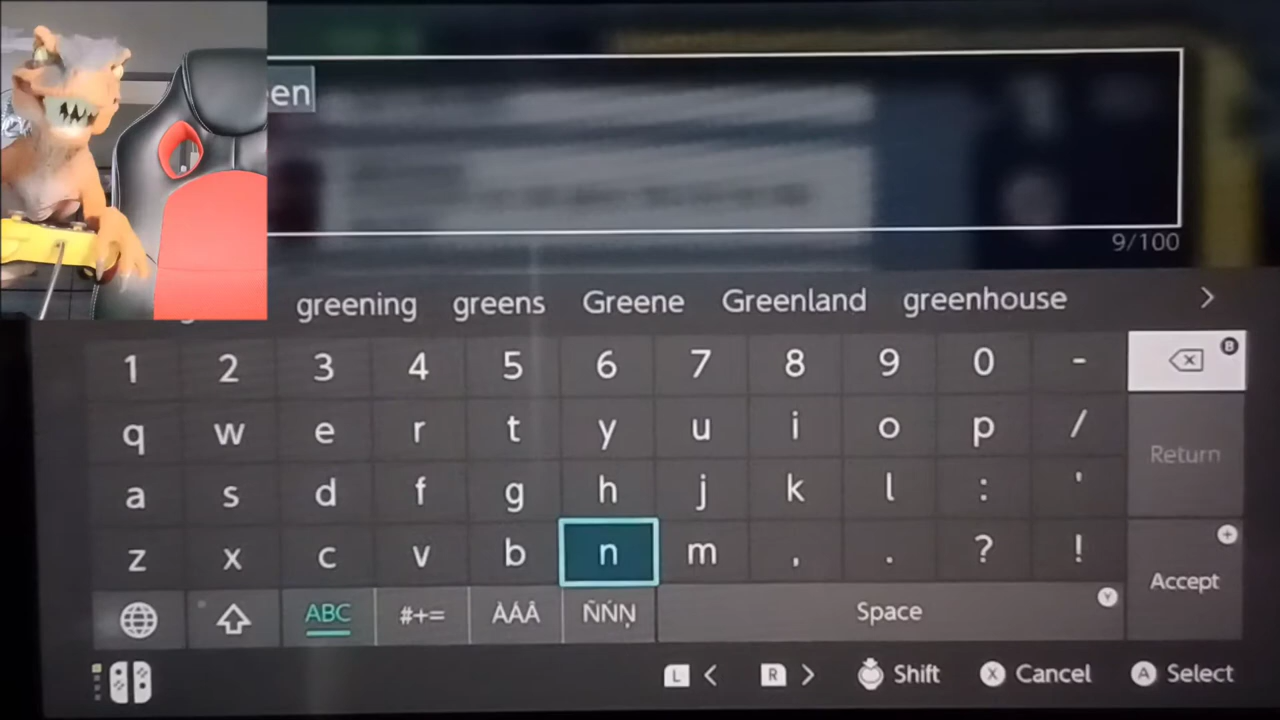 en
9/100
greening greens Greene Greenland greenhouse
1 2 3 4 5 6 7 8 9 0 - B
q w e r t y u i o p / Return
a s d f g h j k l : '
z x c v b n m , . ? ! + Accept
ABC #+= ÀÁÂ ÑŃṆ Space Y
L < R > Shift X Cancel A Select